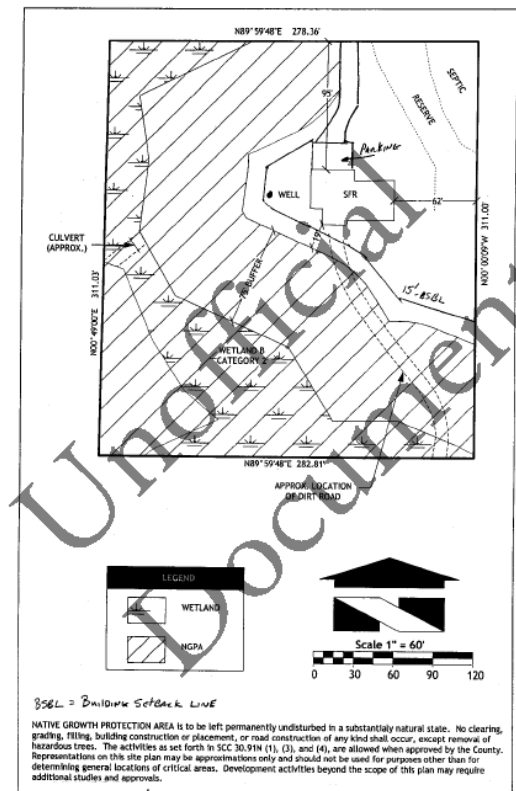 N89°59'48"E 278.36'
95'
SEPTIC
RESERVE
PARKING
WELL
SFR
62'
CULVERT
(APPROX.)
19'
N00°49'00"E 311.03'
N00°00'09"W 311.00'
75' BUFFER
15' BSBL
WETLAND B
CATEGORY 2
N89°59'48"E 282.81'
APPROX. LOCATION
OF DIRT ROAD
Unofficial
Document
LEGEND
WETLAND
NGPA
Scale 1" = 60'
0 30 60 90 120
BSBL = Building Setback Line
NATIVE GROWTH PROTECTION AREA is to be left permanently undisturbed in a substantialy natural state. No clearing,
grading, filling, building construction or placement, or road construction of any kind shall occur, except removal of
hazardous trees. The activities as set forth in SCC 30.91N (1), (3), and (4), are allowed when approved by the County.
Representations on this site plan may be approximations only and should not be used for purposes other than for
determining general locations of critical areas. Development activities beyond the scope of this plan may require
additional studies and approvals.